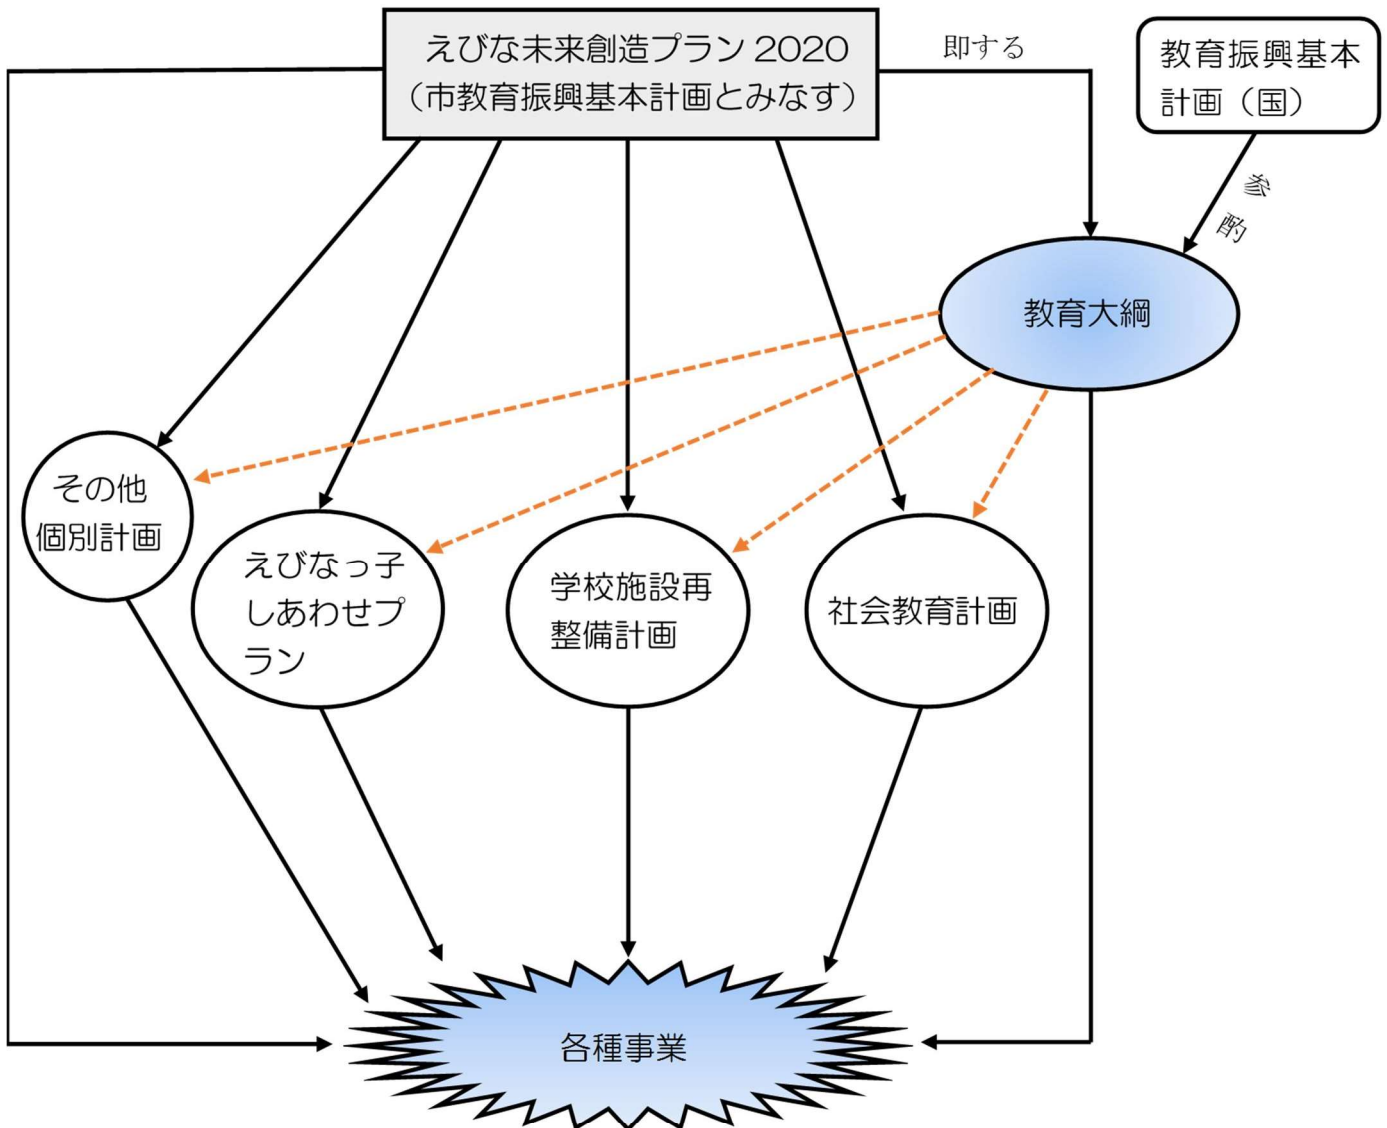 えびな未来創造プラン 2020
（市教育振興基本計画とみなす）
即する
教育振興基本
計画（国）
参酌
教育大綱
その他
個別計画
えびなっ子
しあわせプ
ラン
学校施設再
整備計画
社会教育計画
各種事業